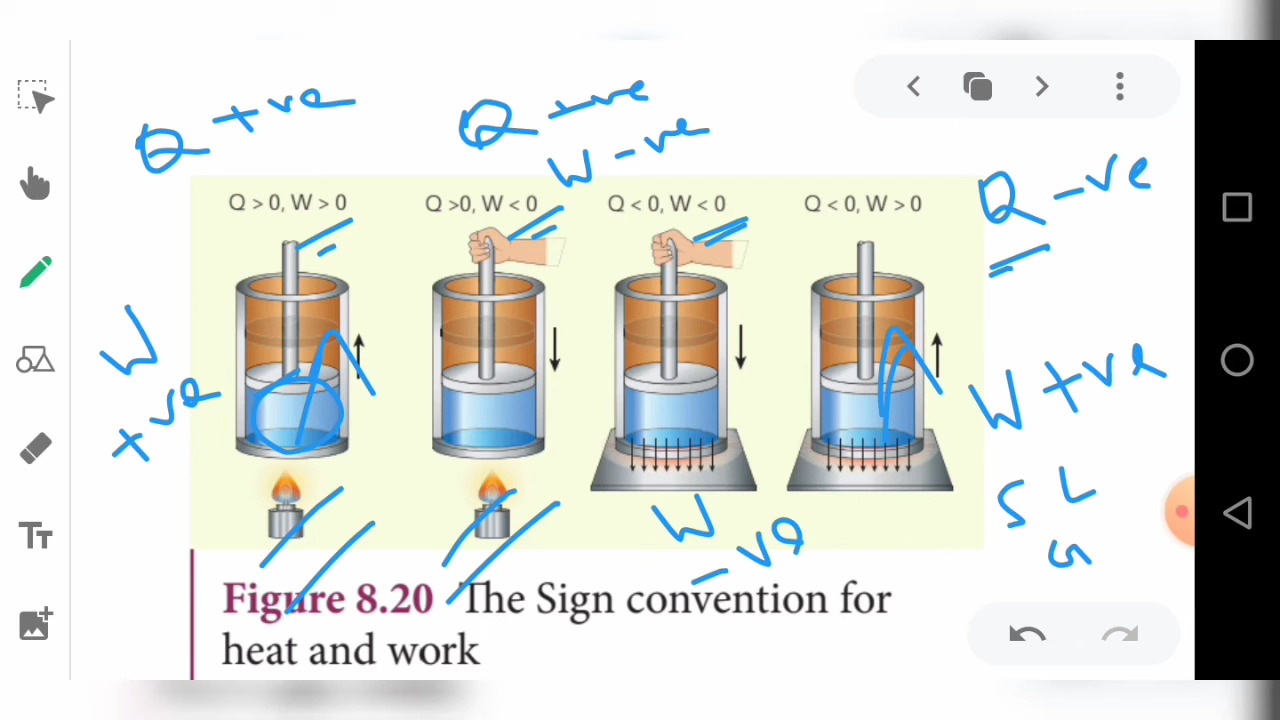 Q +ve
Q +ve
W -ve
Q -ve
Q > 0, W > 0
Q >0, W < 0
Q < 0, W < 0
Q < 0, W > 0
W
+ve
W +ve
S L
W
-ve
Figure 8.20 The Sign convention for
heat and work
Tт